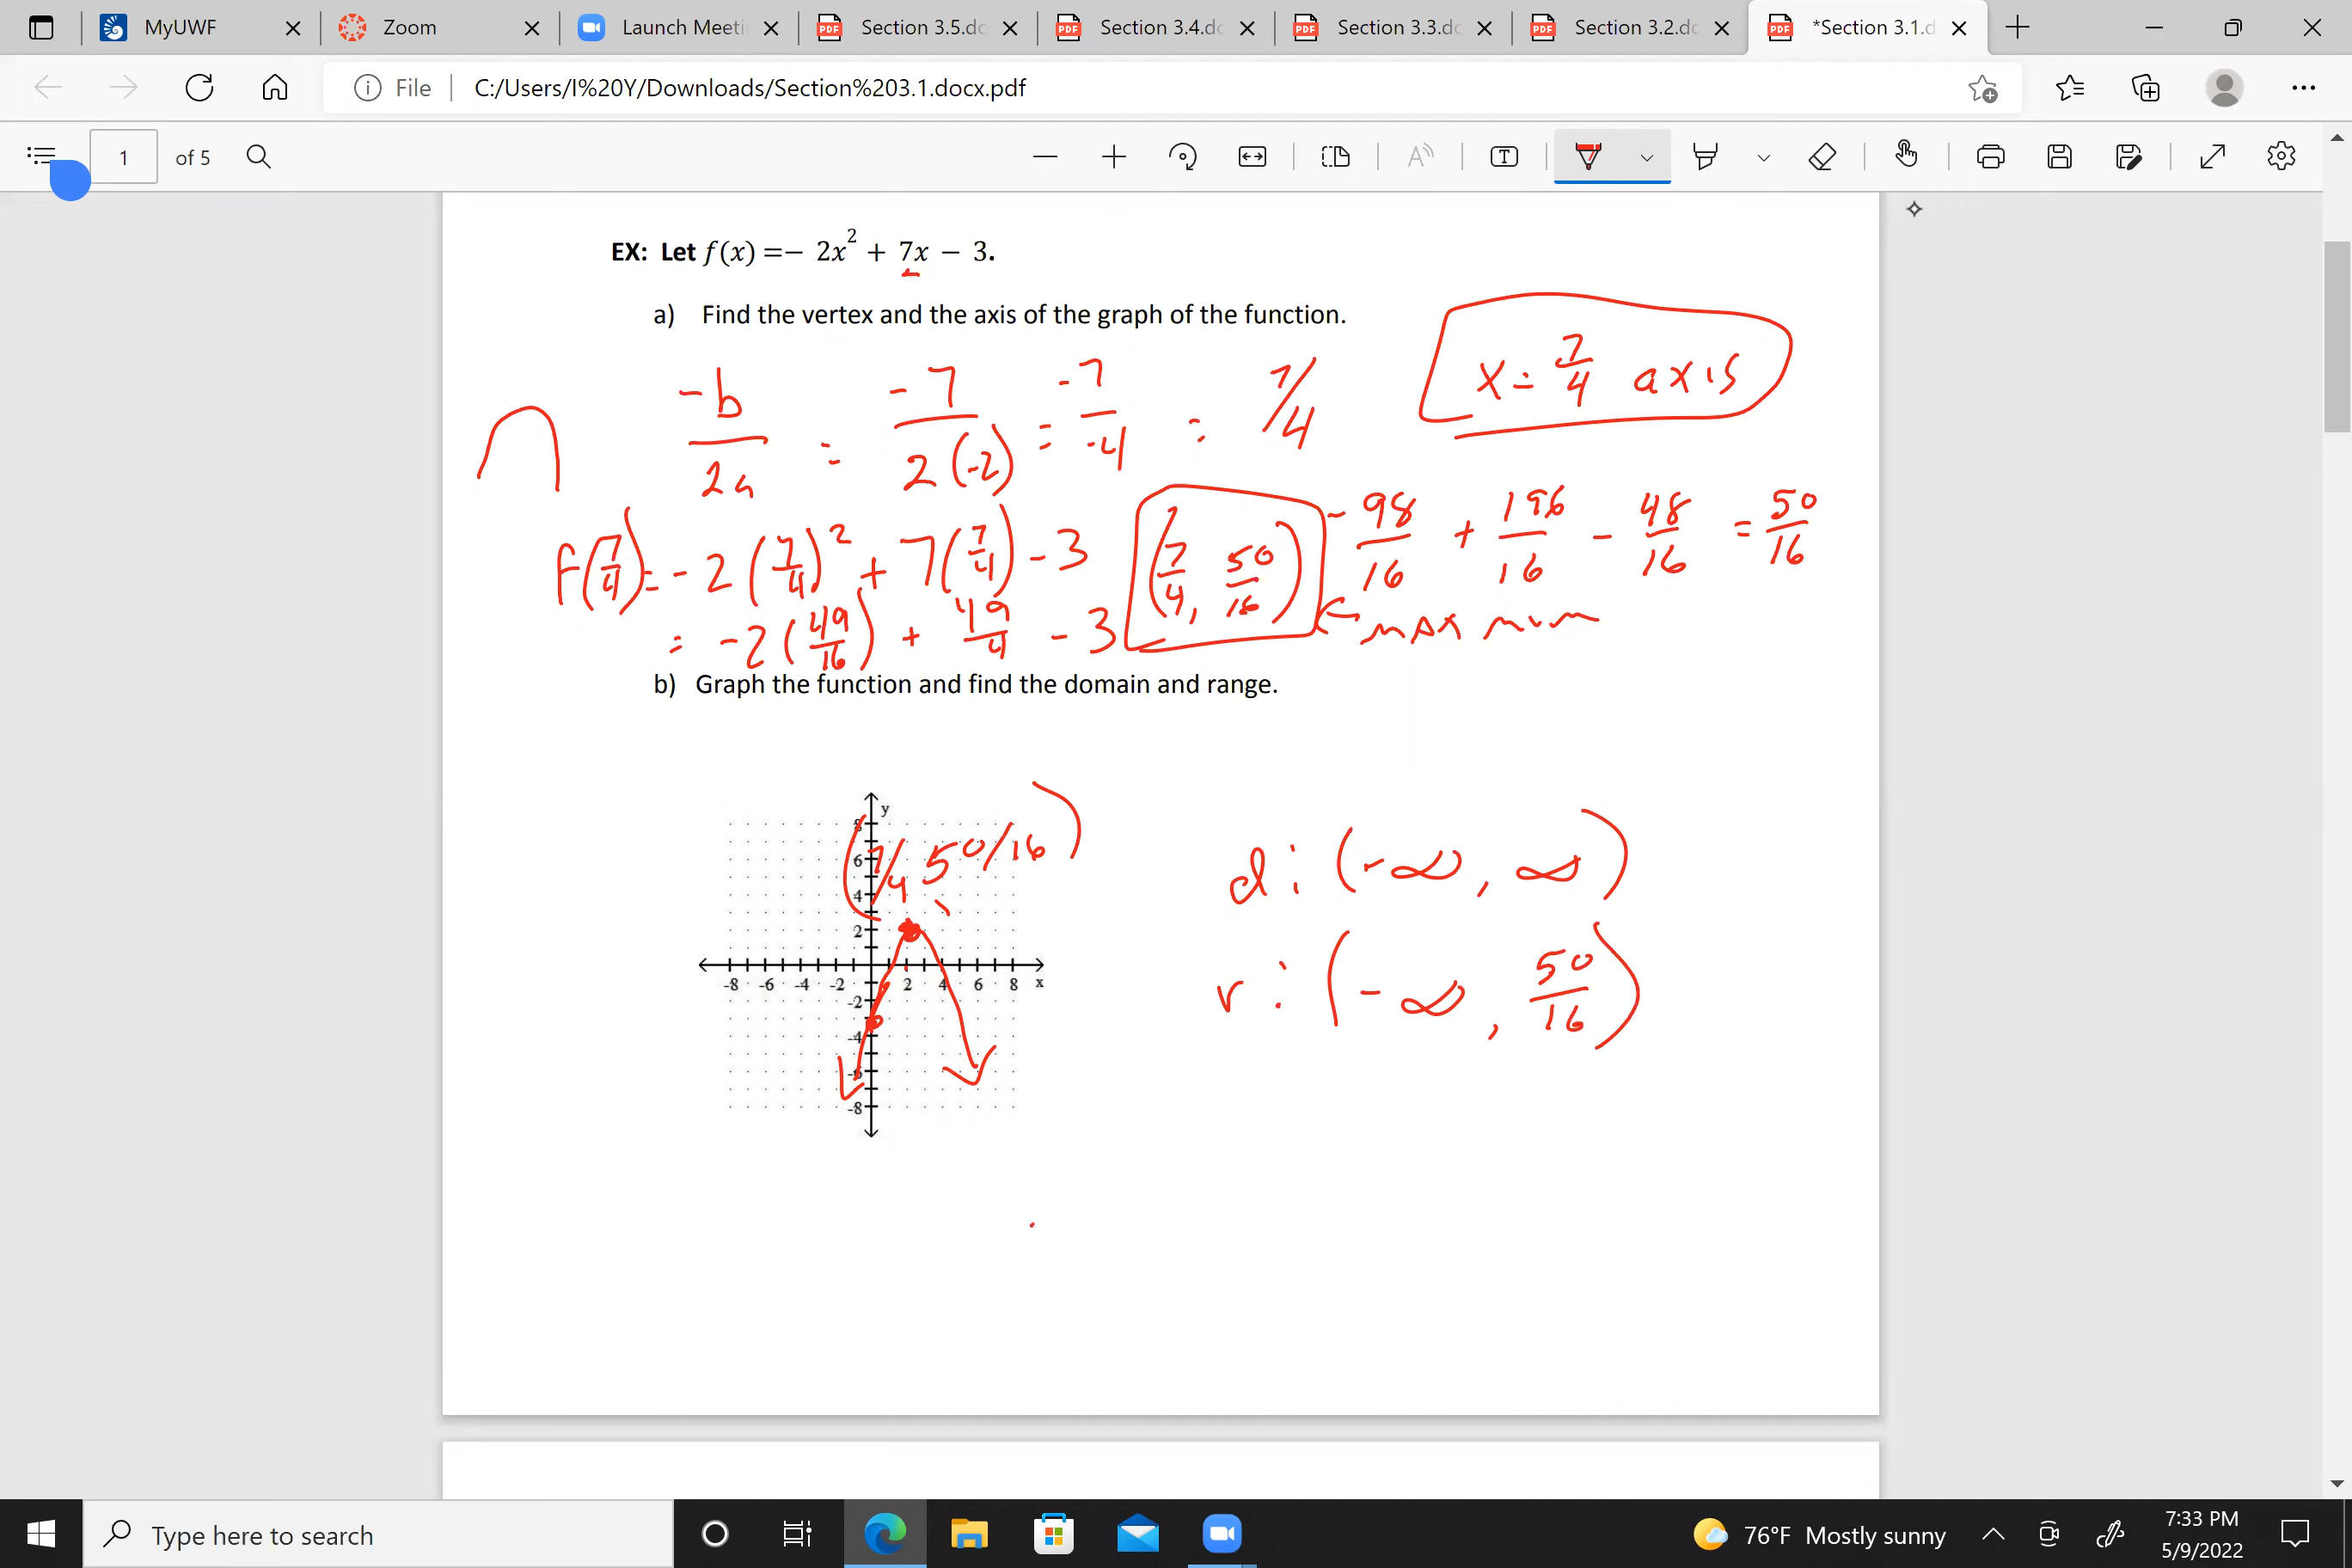 MyUWF
Zoom
Launch Meeti
Section 3.5.dc
Section 3.4.dc
Section 3.3.dc
Section 3.2.dc
*Section 3.1.d
File
C:/Users/I%20Y/Downloads/Section%203.1.docx.pdf
1 of 5
EX: Let f(x) =− 2x² + 7x − 3.
a) Find the vertex and the axis of the graph of the function.
-b/2a = -7/2(-2) = -7/-4 = 7/4
x = 7/4 axis
f(7/4) = -2(7/4)² + 7(7/4) - 3
= -2(49/16) + 49/4 - 3
(7/4, 50/16)
-98/16 + 196/16 - 48/16 = 50/16
b) Graph the function and find the domain and range.
(7/4, 50/16)
y
8
6
4
2
-8 -6 -4 -2 2 4 6 8 x
-2
-4
-6
-8
d: (-∞, ∞)
r: (-∞, 50/16)
Type here to search
76°F Mostly sunny
7:33 PM
5/9/2022